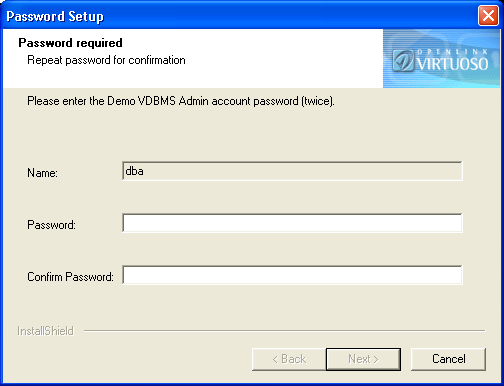 Password Setup
Password required
Repeat password for confirmation
OPENLINK
VIRTUOSO
Please enter the Demo VDBMS Admin account password (twice).
Name:
dba
Password:
Confirm Password:
InstallShield
< Back
Next >
Cancel